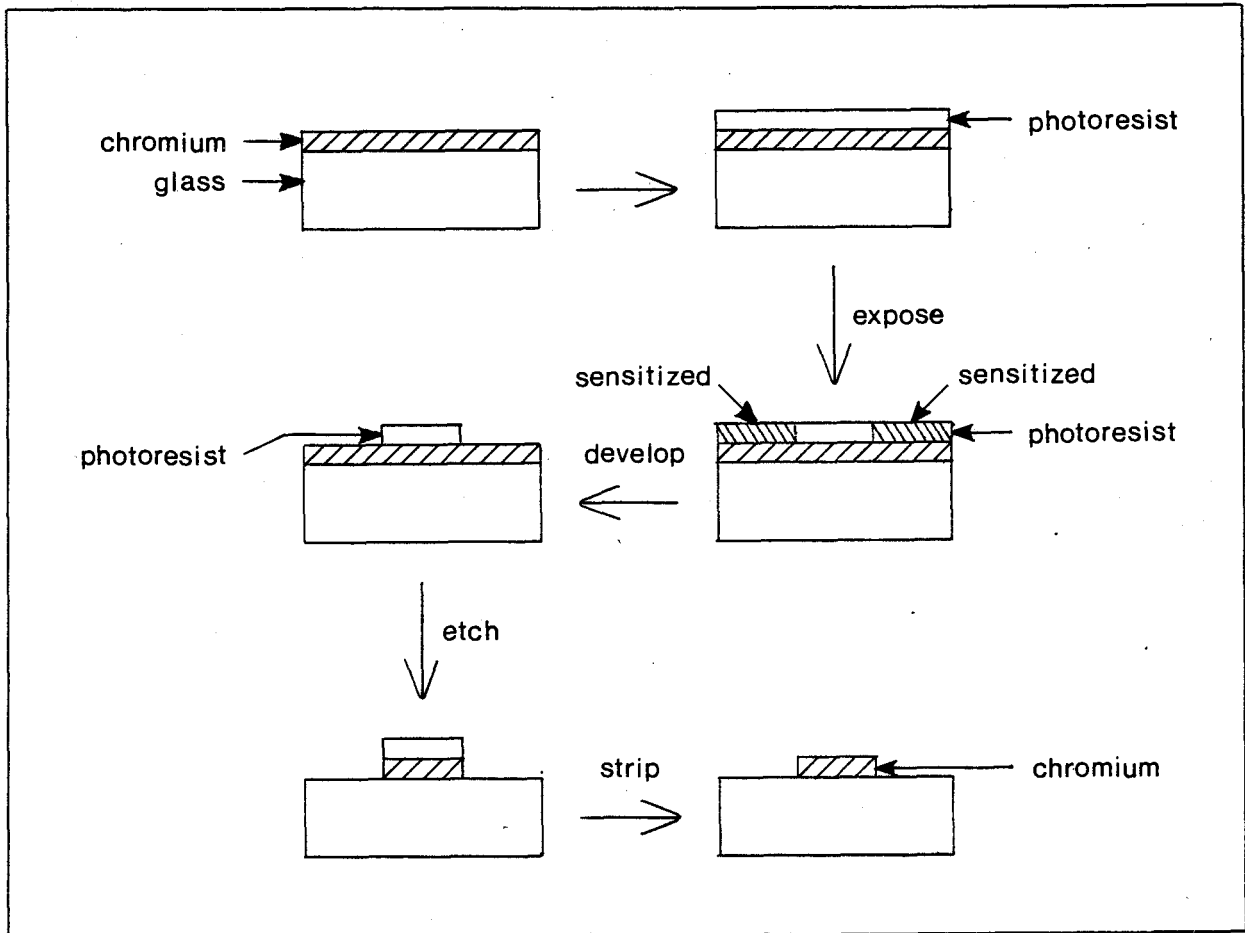 chromium
glass
photoresist
expose
sensitized
sensitized
photoresist
photoresist
develop
etch
strip
chromium